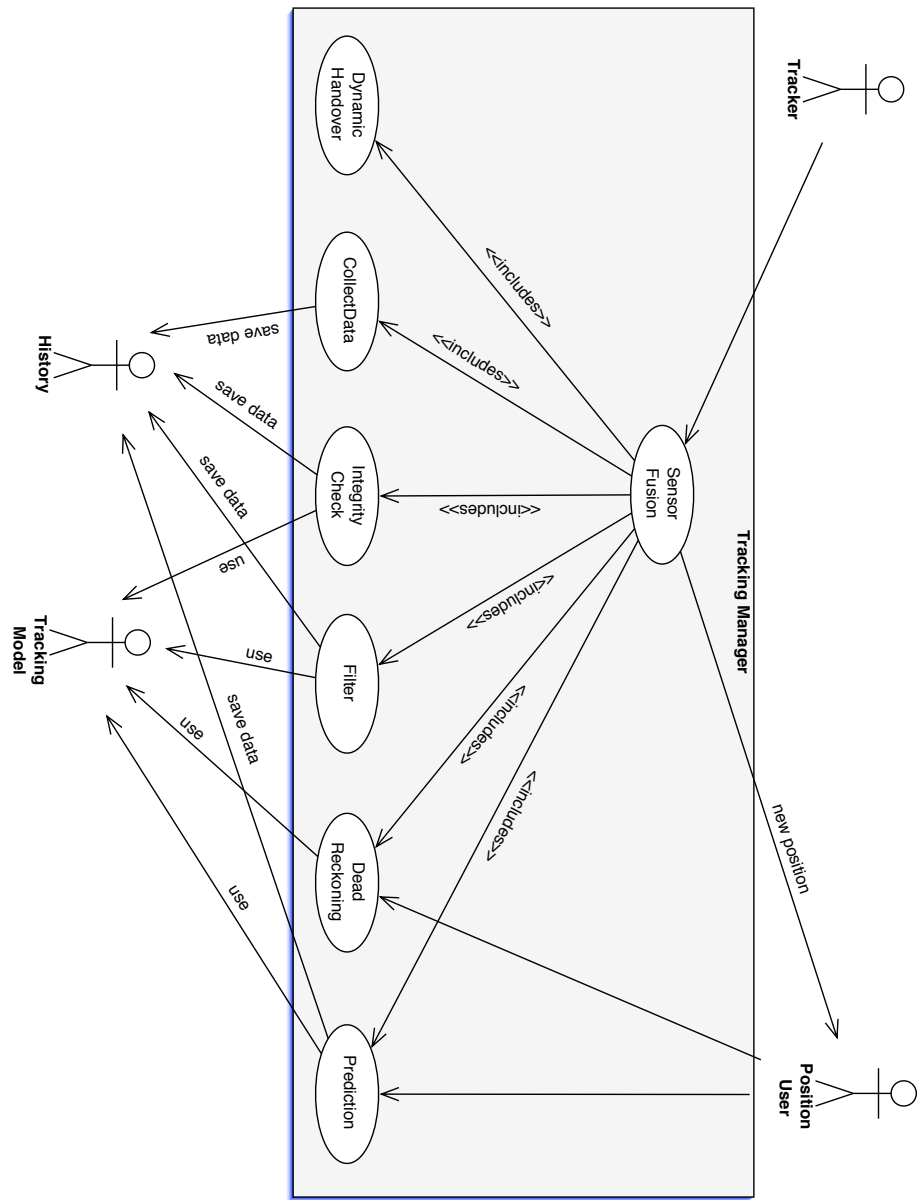 Tracker
Position
User
new position
Tracking Manager
Sensor
Fusion
<<includes>>
<<includes>>
<<includes>>
<<includes>>
<<includes>>
<<includes>>
Dynamic
Handover
CollectData
Integrity
Check
Filter
Dead
Reckoning
Prediction
save data
save data
save data
use
use
use
save data
use
History
Tracking
Model